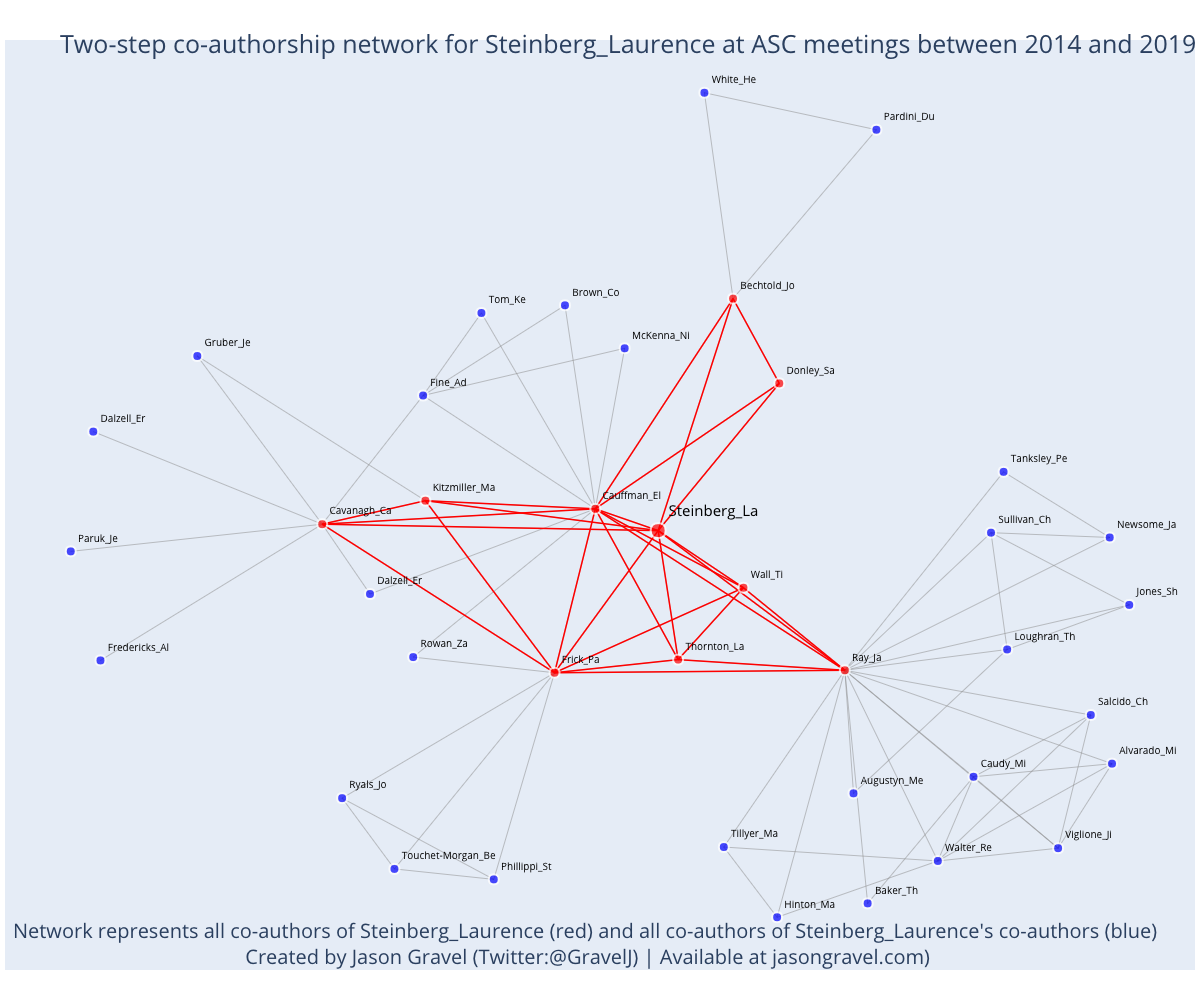 Two-step co-authorship network for Steinberg_Laurence at ASC meetings between 2014 and 2019
White_He
Pardini_Du
Bechtold_Jo
Brown_Co
Tom_Ke
McKenna_Ni
Gruber_Je
Donley_Sa
Fine_Ad
Dalzell_Er
Tanksley_Pe
Kitzmiller_Ma
Cauffman_El
Cavanagh_Ca
Steinberg_La
Sullivan_Ch
Newsome_Ja
Paruk_Je
Dalzell_Er
Wall_Ti
Jones_Sh
Loughran_Th
Rowan_Za
Fredericks_Al
Thornton_La
Frick_Pa
Ray_Ja
Salcido_Ch
Alvarado_Mi
Caudy_Mi
Augustyn_Me
Ryals_Jo
Tillyer_Ma
Viglione_Ji
Walter_Re
Touchet-Morgan_Be
Phillippi_St
Baker_Th
Hinton_Ma
Network represents all co-authors of Steinberg_Laurence (red) and all co-authors of Steinberg_Laurence's co-authors (blue)
Created by Jason Gravel (Twitter:@GravelJ) | Available at jasongravel.com)